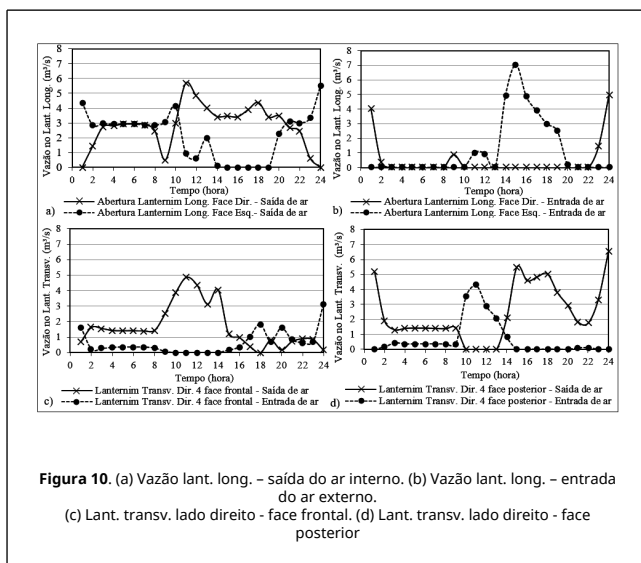 Vazão no Lant. Long. (m³/s)
8
7
6
5
4
3
2
1
0
0 2 4 6 8 10 12 14 16 18 20 22 24
Tempo (hora)
Abertura Lanternim Long. Face Dir. - Saída de ar
a) Abertura Lanternim Long. Face Esq.- Saída de ar
Vazão no Lant. Long. (m³/s)
8
7
6
5
4
3
2
1
0
0 2 4 6 8 10 12 14 16 18 20 22 24
Tempo (hora)
Abertura Lanternim Long. Face Dir - Entrada de ar
b) Abertura Lanternim Long. Face Esq.- Entrada de ar
Vazão no Lant. Transv. (m³/s)
8
7
6
5
4
3
2
1
0
0 2 4 6 8 10 12 14 16 18 20 22 24
Tempo (hora)
Lanternim Transv. Dir. 4 face frontal - Saída de ar
c) Lanternim Transv. Dir. 4 face frontal - Entrada de ar
Vazão no Lant. Transv. (m³/s)
8
7
6
5
4
3
2
1
0
0 2 4 6 8 10 12 14 16 18 20 22 24
Tempo (hora)
Lanternim Transv. Dir. 4 face posterior - Saída de ar
d) Lanternim Transv. Dir. 4 face posterior - Entrada de ar
Figura 10. (a) Vazão lant. long. – saída do ar interno. (b) Vazão lant. long. – entrada
do ar externo.
(c) Lant. transv. lado direito - face frontal. (d) Lant. transv. lado direito - face
posterior